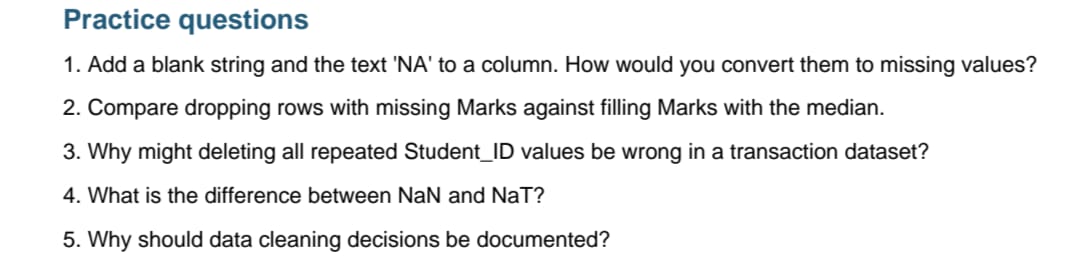 Practice questions
1. Add a blank string and the text 'NA' to a column. How would you convert them to missing values?
2. Compare dropping rows with missing Marks against filling Marks with the median.
3. Why might deleting all repeated Student_ID values be wrong in a transaction dataset?
4. What is the difference between NaN and NaT?
5. Why should data cleaning decisions be documented?